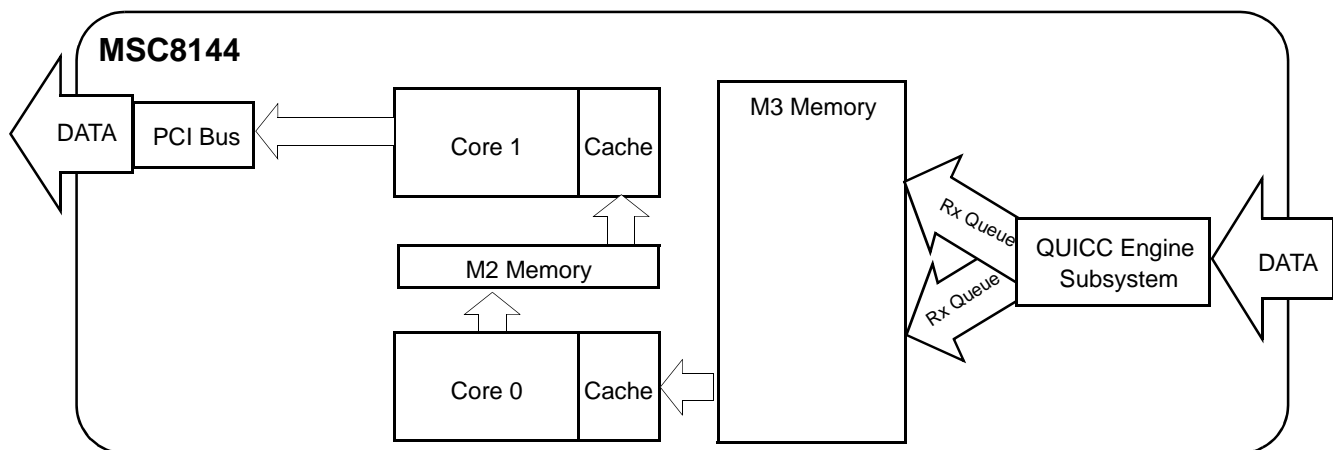 MSC8144
DATA
PCI Bus
Core 1
Cache
M3 Memory
Rx Queue
Rx Queue
QUICC Engine
Subsystem
DATA
M2 Memory
Core 0
Cache